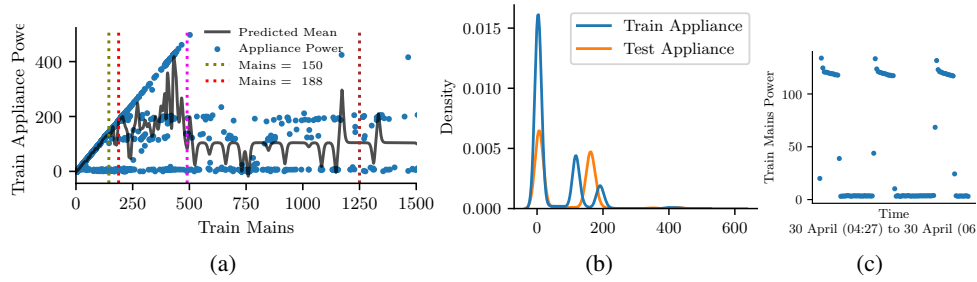 Train Appliance Powe
400
200
0
0
250
500
750
1000
1250
1500
Train Mains
Predicted Mean
Appliance Power
Mains = 150
Mains = 188
(a)
Density
0.015
0.010
0.005
0.000
0
200
400
600
Train Appliance
Test Appliance
(b)
Train Mains Power
100
50
0
Time
30 April (04:27) to 30 April (06
(c)